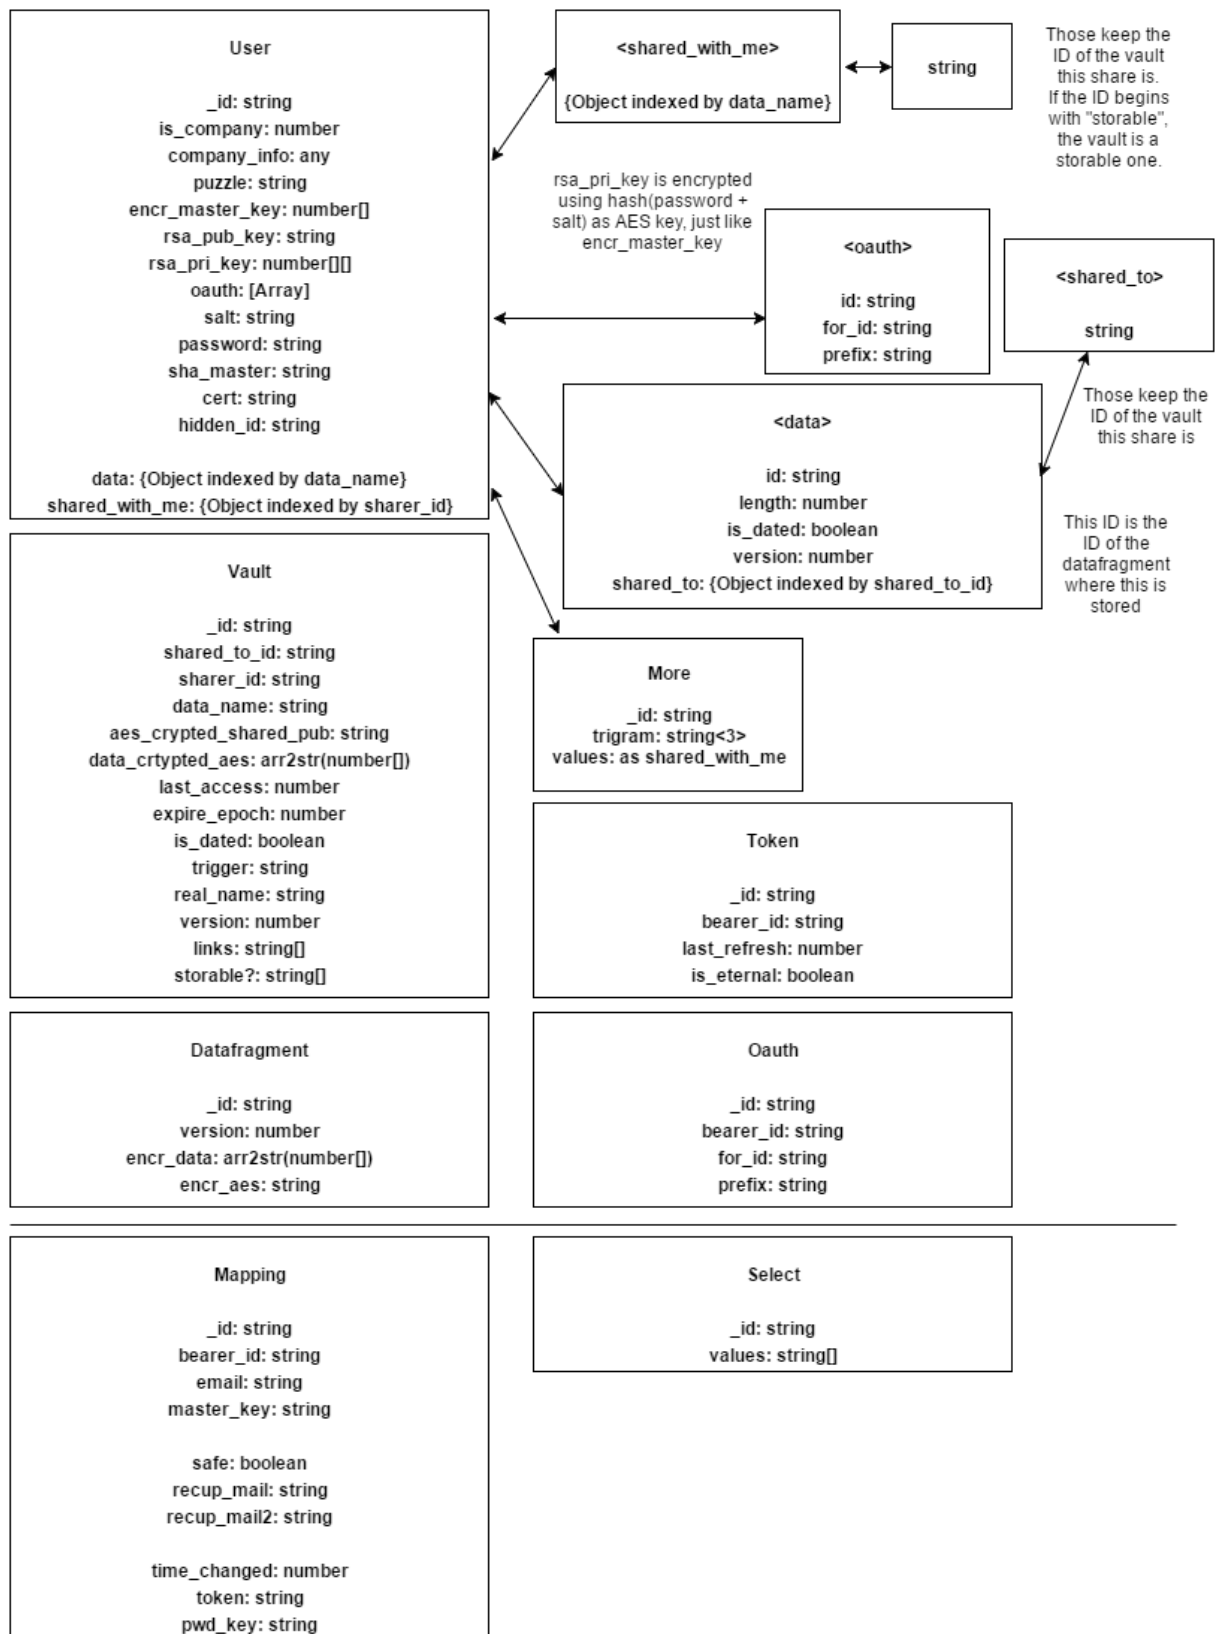 User
_id: string
is_company: number
company_info: any
puzzle: string
encr_master_key: number[]
rsa_pub_key: string
rsa_pri_key: number[][]
oauth: [Array]
salt: string
password: string
sha_master: string
cert: string
hidden_id: string
data: {Object indexed by data_name}
shared_with_me: {Object indexed by sharer_id}
<shared_with_me>
{Object indexed by data_name}
string
Those keep the
ID of the vault
this share is.
If the ID begins
with "storable",
the vault is a
storable one.
rsa_pri_key is encrypted
using hash(password +
salt) as AES key, just like
encr_master_key
<oauth>
id: string
for_id: string
prefix: string
<shared_to>
string
Those keep the
ID of the vault
this share is
<data>
id: string
length: number
is_dated: boolean
version: number
shared_to: {Object indexed by shared_to_id}
This ID is the
ID of the
datafragment
where this is
stored
Vault
_id: string
shared_to_id: string
sharer_id: string
data_name: string
aes_crypted_shared_pub: string
data_crtypted_aes: arr2str(number[])
last_access: number
expire_epoch: number
is_dated: boolean
trigger: string
real_name: string
version: number
links: string[]
storable?: string[]
More
_id: string
trigram: string<3>
values: as shared_with_me
Token
_id: string
bearer_id: string
last_refresh: number
is_eternal: boolean
Datafragment
_id: string
version: number
encr_data: arr2str(number[])
encr_aes: string
Oauth
_id: string
bearer_id: string
for_id: string
prefix: string
Mapping
_id: string
bearer_id: string
email: string
master_key: string
safe: boolean
recup_mail: string
recup_mail2: string
time_changed: number
token: string
pwd_key: string
Select
_id: string
values: string[]